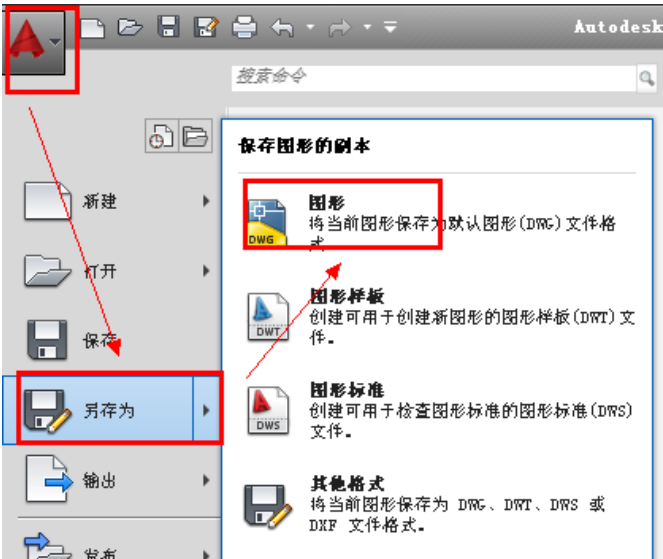 Autodesk
搜索命令
保存图形的副本
新建
打开
保存
另存为
输出
发布
图形
将当前图形保存为默认图形(DWG)文件格
式.
DWG
图形样板
创建可用于创建新图形的图形样板(DWT)文
件.
DWT
图形标准
创建可用于检查图形标准的图形标准(DWS)
文件.
DWS
其他格式
将当前图形保存为 DWG、DWT、DWS 或
DXF 文件格式.